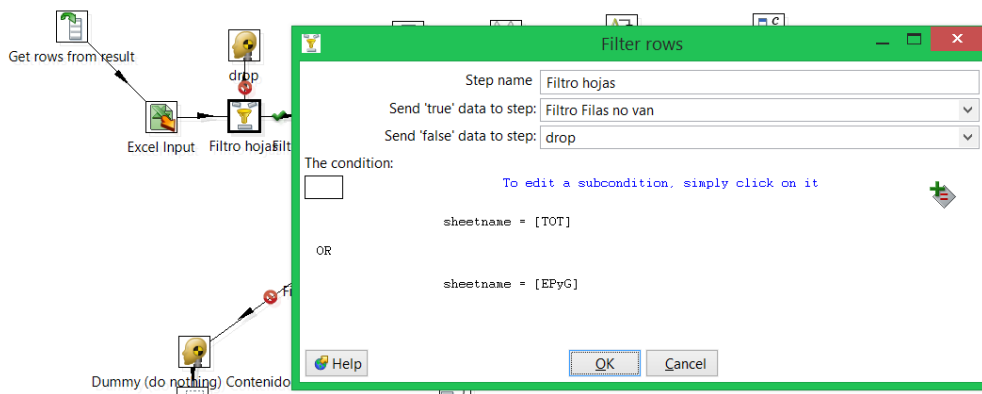 Get rows from result
drop
Excel Input
Filtro hojas
Filt
Fi
Dummy (do nothing) Contenido
C
Filter rows
Step name
Filtro hojas
Send 'true' data to step:
Filtro Filas no van
Send 'false' data to step:
drop
The condition:
To edit a subcondition, simply click on it
sheetname = [TOT]
OR
sheetname = [EPyG]
Help
OK
Cancel